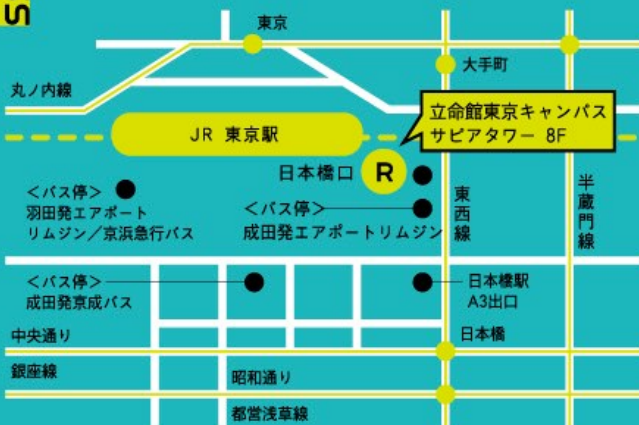 東京
大手町
丸ノ内線
立命館東京キャンパス
サピアタワー 8F
JR 東京駅
日本橋口
R
<バス停>
羽田発エアポート
リムジン/京浜急行バス
<バス停>
成田発エアポートリムジン
東西線
半蔵門線
<バス停>
成田発京成バス
日本橋駅
A3出口
中央通り
日本橋
銀座線
昭和通り
都営浅草線